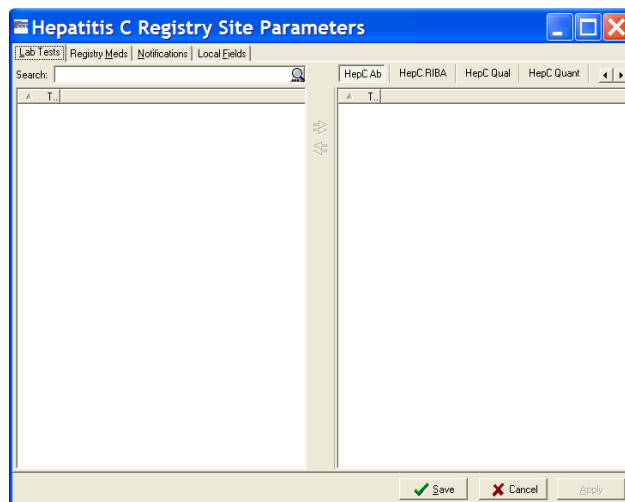 Hepatitis C Registry Site Parameters
Lab Tests Registry Meds Notifications Local Fields
Search: HepC Ab HepC RIBA HepC Qual HepC Quant
T.. T..
Save Cancel Apply